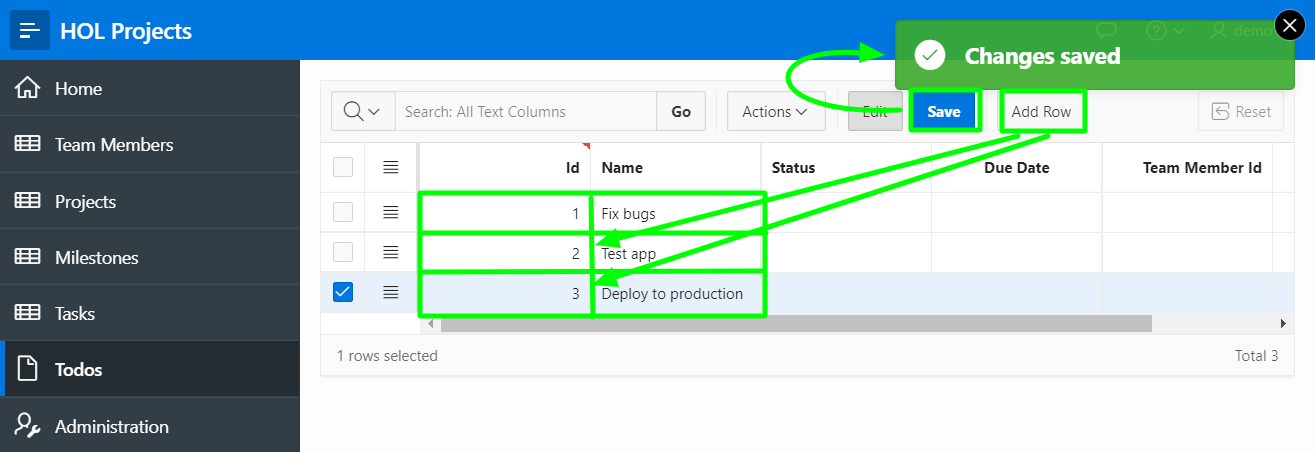 HOL Projects
demo
Changes saved
Home
Team Members
Projects
Milestones
Tasks
Todos
Administration
Search: All Text Columns
Go
Actions
Edit
Save
Add Row
Reset
Id Name Status Due Date Team Member Id
1 Fix bugs
2 Test app
3 Deploy to production
1 rows selected
Total 3